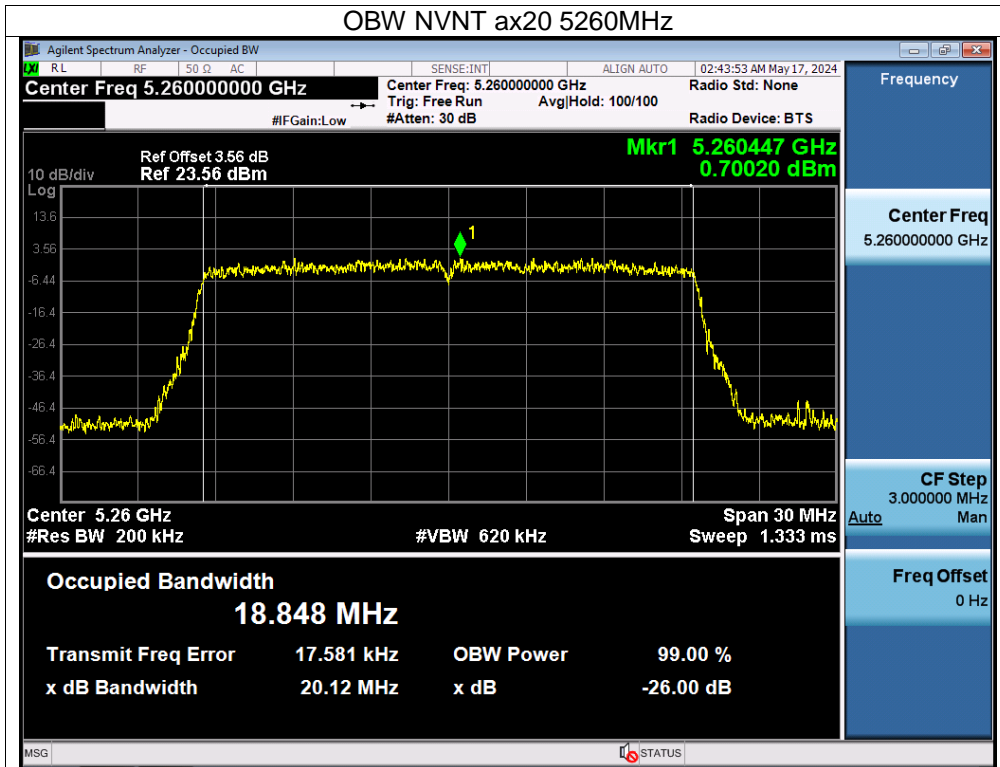 OBW NVNT ax20 5260MHz
Agilent Spectrum Analyzer - Occupied BW
LXI RL RF 50 Ω AC SENSE:INT ALIGN AUTO 02:43:53 AM May 17, 2024
Center Freq 5.260000000 GHz
Center Freq: 5.260000000 GHz
Radio Std: None
Trig: Free Run Avg|Hold: 100/100
#IFGain:Low
#Atten: 30 dB
Radio Device: BTS
Frequency
Mkr1 5.260447 GHz
0.70020 dBm
Ref Offset 3.56 dB
10 dB/div Ref 23.56 dBm
Log
13.6
3.56
-6.44
-16.4
-26.4
-36.4
-46.4
-56.4
-66.4
1
Center 5.26 GHz Span 30 MHz
#Res BW 200 kHz #VBW 620 kHz Sweep 1.333 ms
Center Freq
5.260000000 GHz
CF Step
3.000000 MHz
Auto Man
Freq Offset
0 Hz
Occupied Bandwidth
18.848 MHz
Transmit Freq Error 17.581 kHz OBW Power 99.00 %
x dB Bandwidth 20.12 MHz x dB -26.00 dB
MSG STATUS